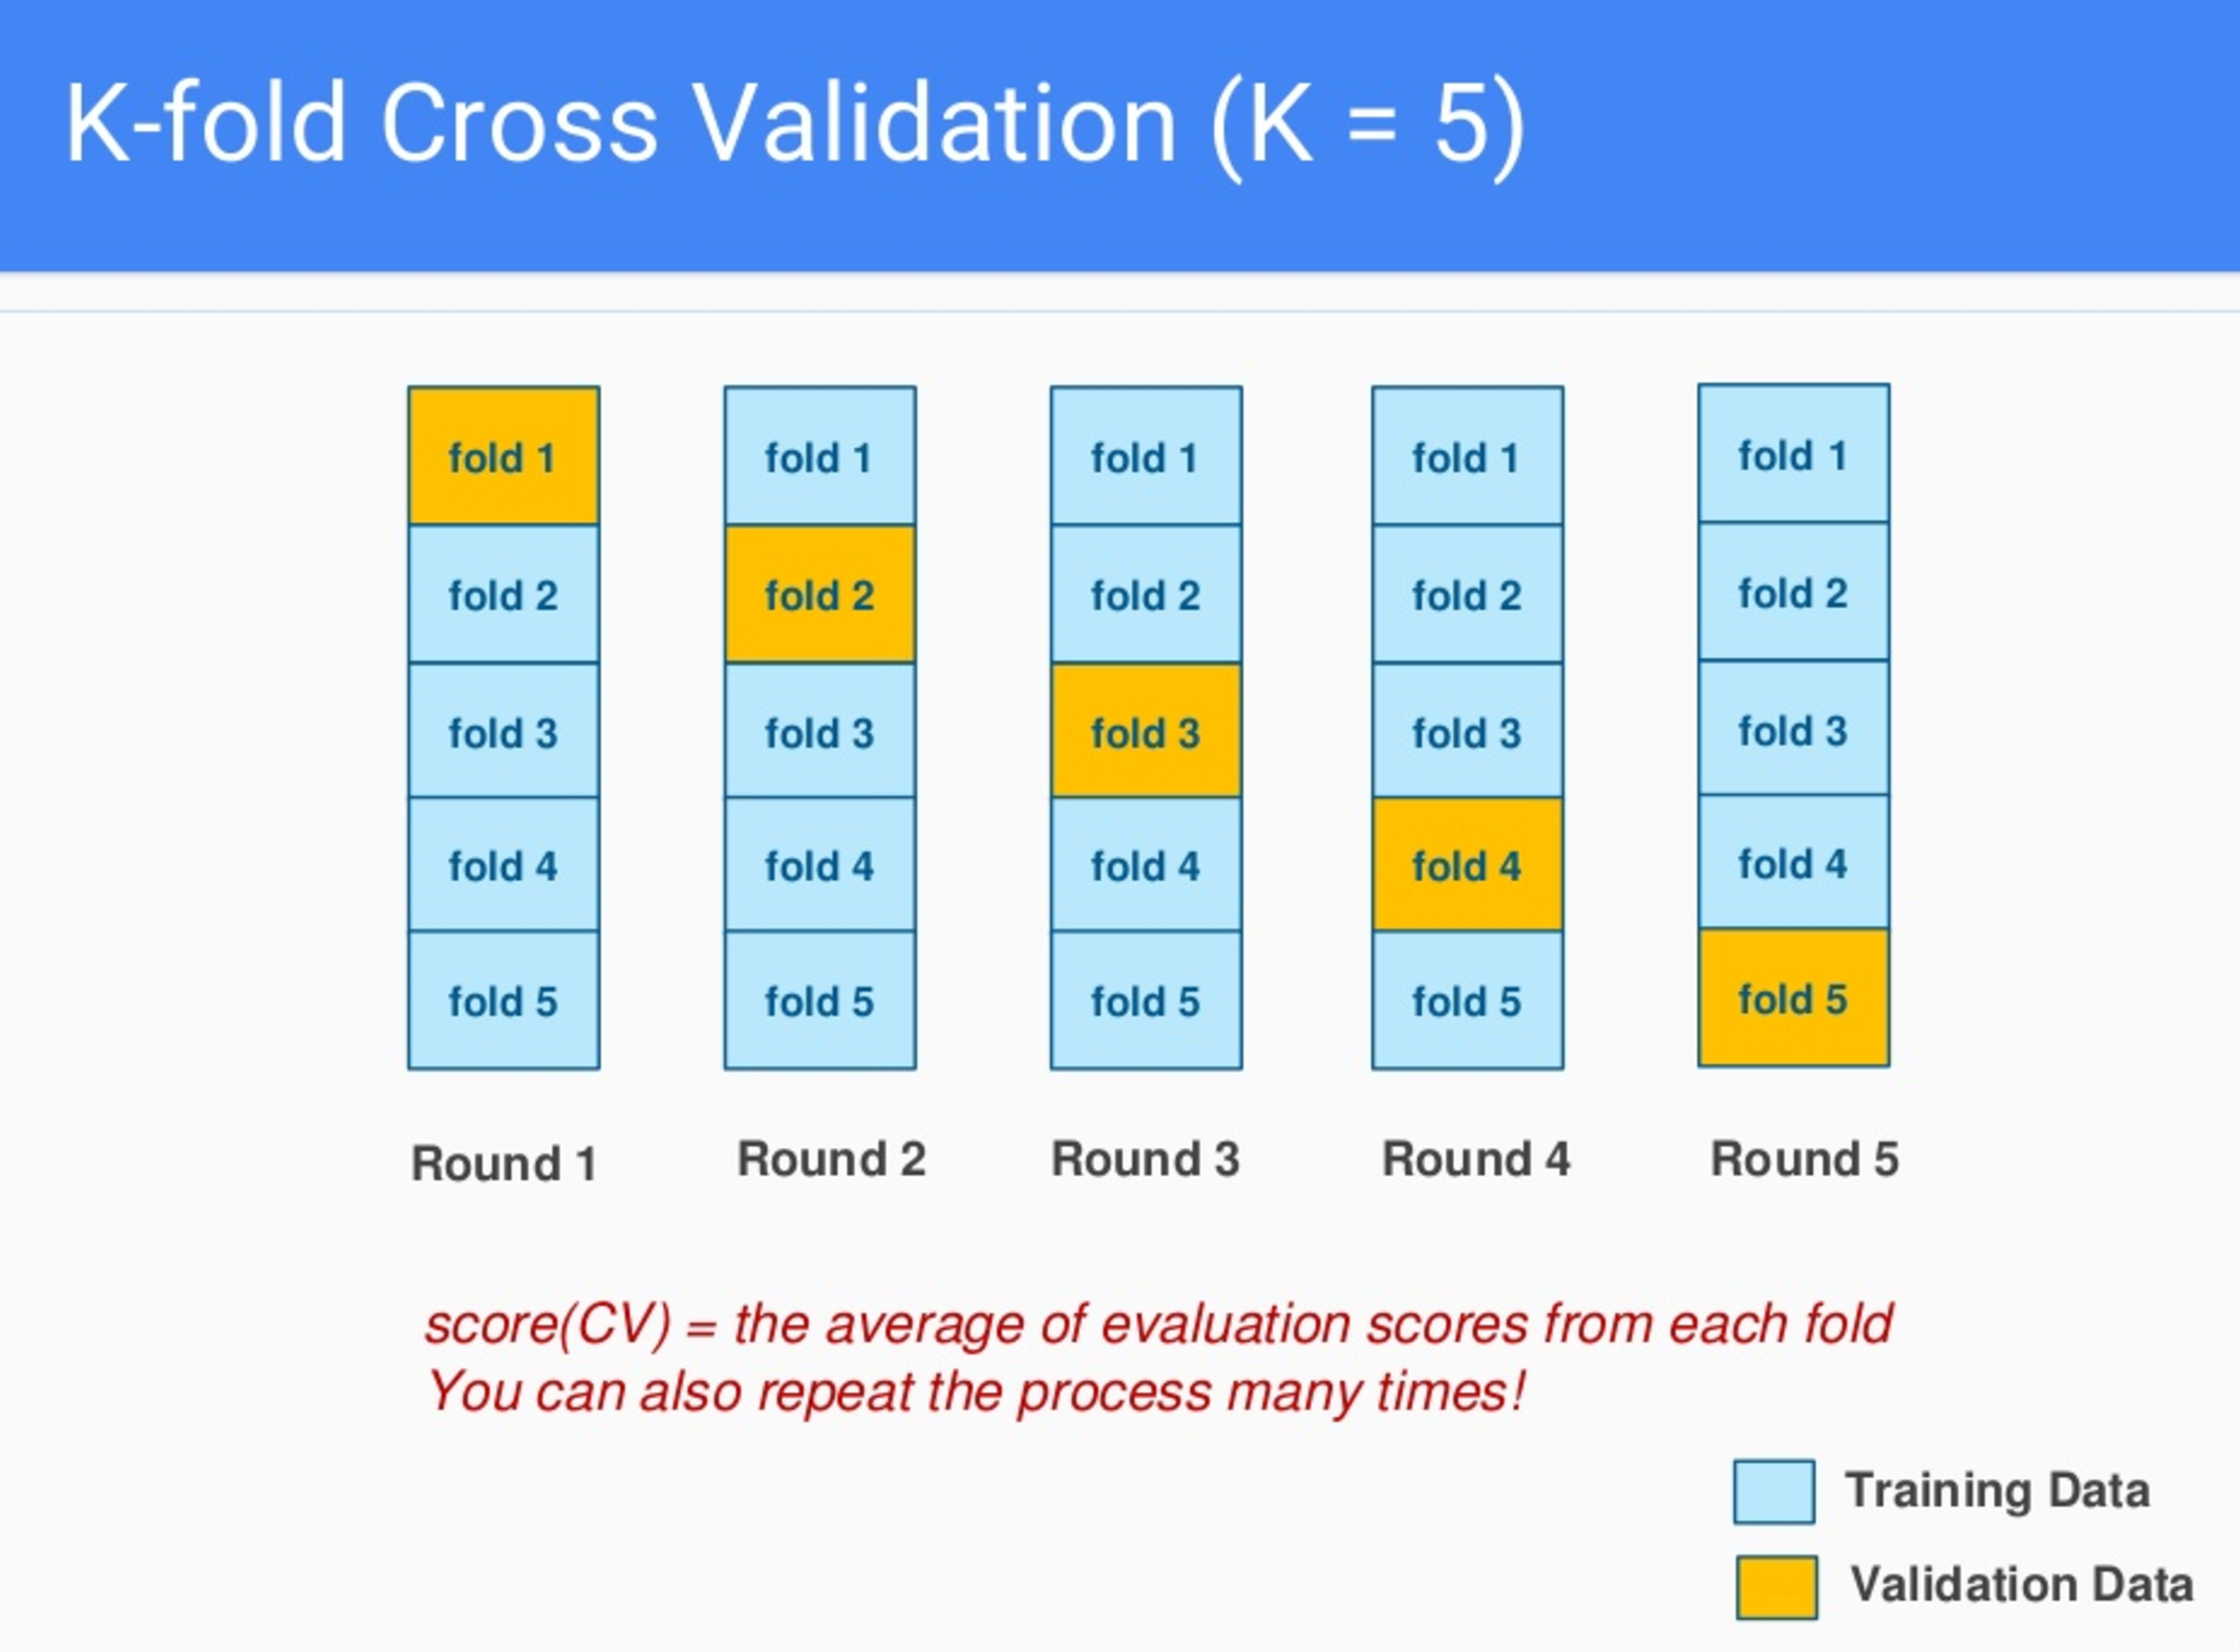 K-fold Cross Validation (K = 5)
fold 1 fold 1 fold 1 fold 1 fold 1
fold 2 fold 2 fold 2 fold 2 fold 2
fold 3 fold 3 fold 3 fold 3 fold 3
fold 4 fold 4 fold 4 fold 4 fold 4
fold 5 fold 5 fold 5 fold 5 fold 5
Round 1 Round 2 Round 3 Round 4 Round 5
score(CV) = the average of evaluation scores from each fold
You can also repeat the process many times!
Training Data
Validation Data